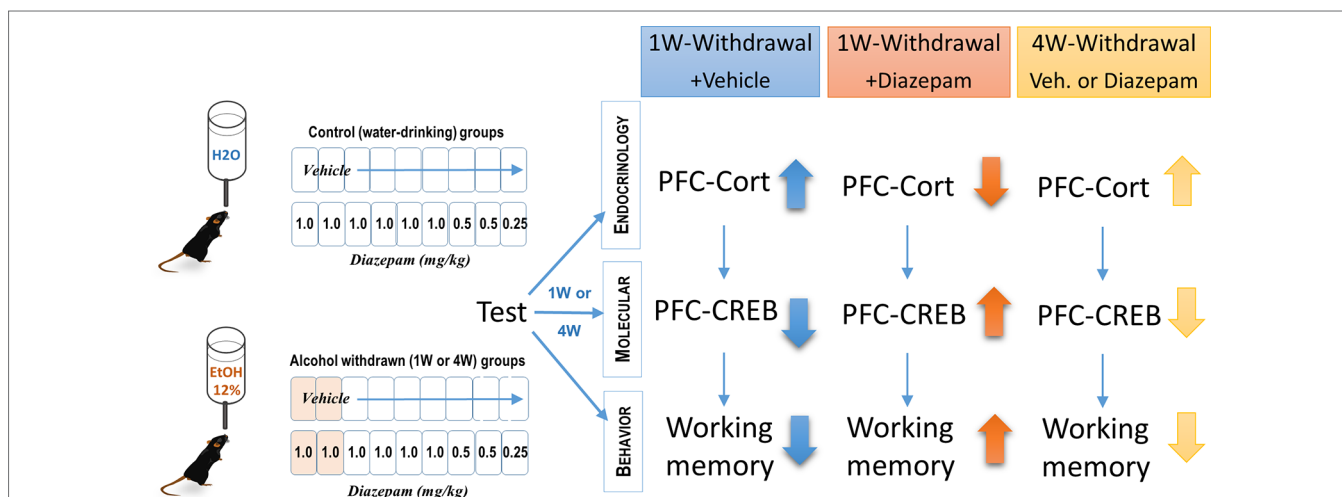 1W-Withdrawal
+Vehicle
1W-Withdrawal
+Diazepam
4W-Withdrawal
Veh. or Diazepam
H2O
Control (water-drinking) groups
Vehicle
1.0 1.0 1.0 1.0 1.0 1.0 0.5 0.5 0.25
Diazepam (mg/kg)
EtOH
12%
Alcohol withdrawn (1W or 4W) groups
Vehicle
1.0 1.0 1.0 1.0 1.0 1.0 0.5 0.5 0.25
Diazepam (mg/kg)
Test
1W or
4W
ENDOCRINOLOGY
PFC-Cort
PFC-Cort
PFC-Cort
MOLECULAR
PFC-CREB
PFC-CREB
PFC-CREB
BEHAVIOR
Working
memory
Working
memory
Working
memory